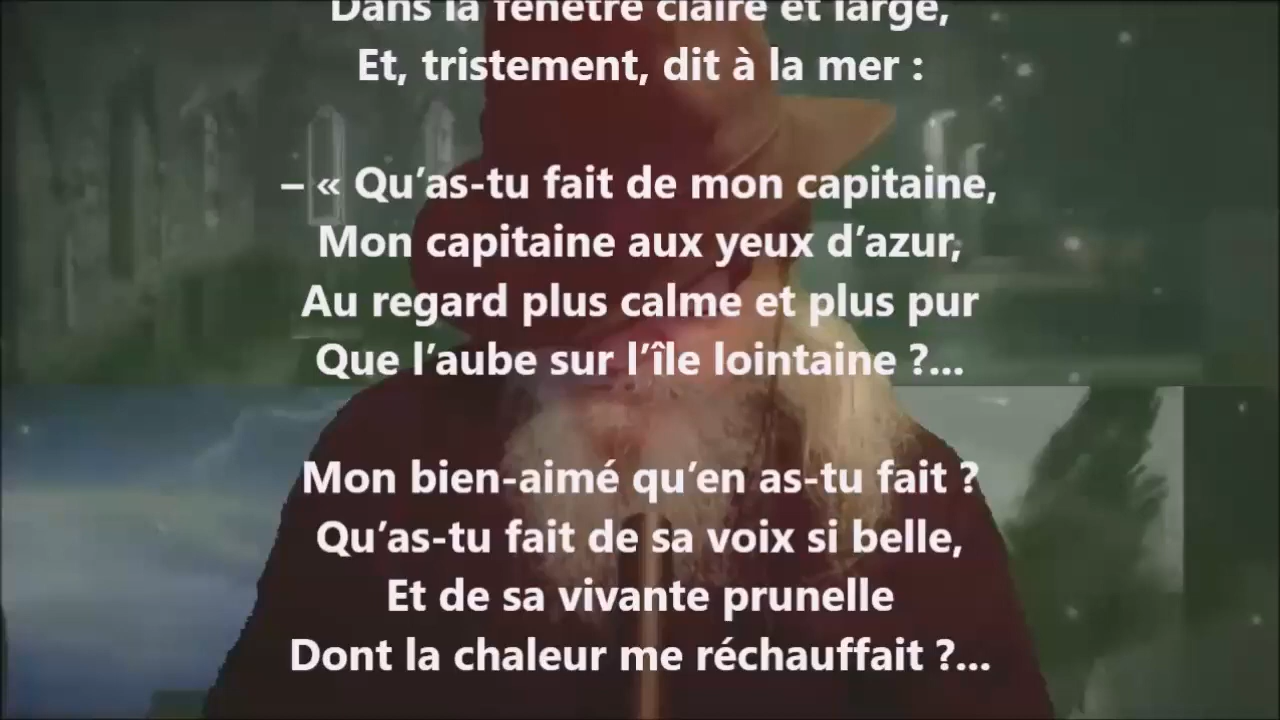 Dans la fenêtre claire et large,
Et, tristement, dit à la mer :
– « Qu’as-tu fait de mon capitaine,
Mon capitaine aux yeux d’azur,
Au regard plus calme et plus pur
Que l’aube sur l’île lointaine ?...
Mon bien-aimé qu’en as-tu fait ?
Qu’as-tu fait de sa voix si belle,
Et de sa vivante prunelle
Dont la chaleur me réchauffait ?...